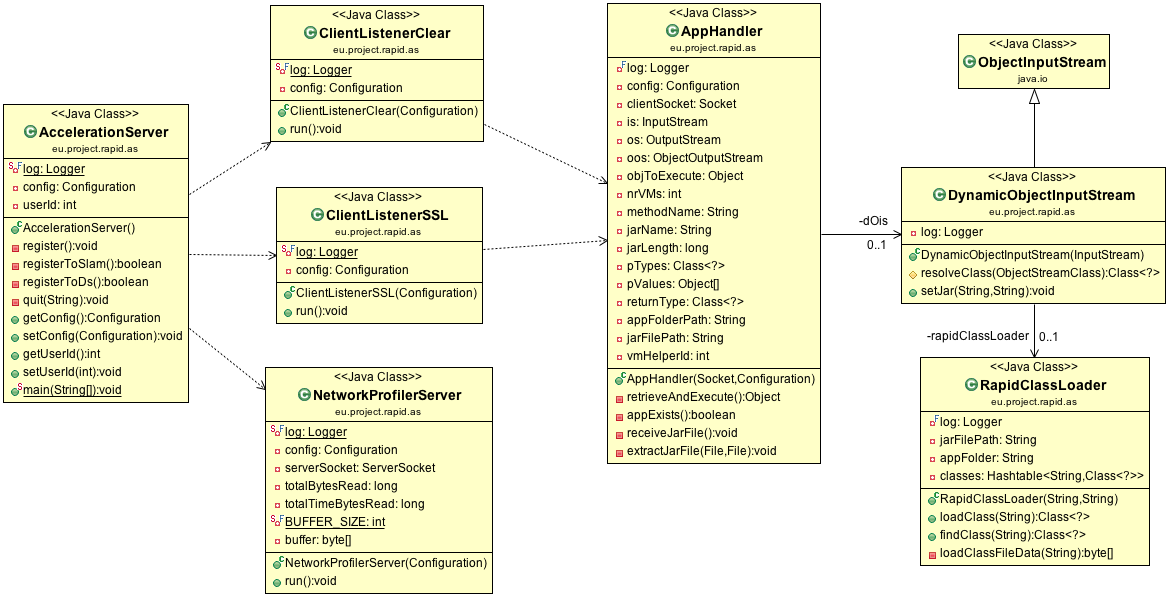 <<Java Class>>
AccelerationServer
eu.project.rapid.as
log: Logger
config: Configuration
userId: int
AccelerationServer()
register():void
registerToSlam():boolean
registerToDs():boolean
quit(String):void
getConfig():Configuration
setConfig(Configuration):void
getUserId():int
setUserId(int):void
main(String[]):void
<<Java Class>>
ClientListenerClear
eu.project.rapid.as
log: Logger
config: Configuration
ClientListenerClear(Configuration)
run():void
<<Java Class>>
ClientListenerSSL
eu.project.rapid.as
log: Logger
config: Configuration
ClientListenerSSL(Configuration)
run():void
<<Java Class>>
NetworkProfilerServer
eu.project.rapid.as
log: Logger
config: Configuration
serverSocket: ServerSocket
totalBytesRead: long
totalTimeBytesRead: long
BUFFER_SIZE: int
buffer: byte[]
NetworkProfilerServer(Configuration)
run():void
<<Java Class>>
AppHandler
eu.project.rapid.as
log: Logger
config: Configuration
clientSocket: Socket
is: InputStream
os: OutputStream
oos: ObjectOutputStream
objToExecute: Object
nrVMs: int
methodName: String
jarName: String
jarLength: long
pTypes: Class<?>
pValues: Object[]
returnType: Class<?>
appFolderPath: String
jarFilePath: String
vmHelperId: int
AppHandler(Socket,Configuration)
retrieveAndExecute():Object
appExists():boolean
receiveJarFile():void
extractJarFile(File,File):void
-dOis
0..1
<<Java Class>>
ObjectInputStream
java.io
<<Java Class>>
DynamicObjectInputStream
eu.project.rapid.as
log: Logger
DynamicObjectInputStream(InputStream)
resolveClass(ObjectStreamClass):Class<?>
setJar(String,String):void
-rapidClassLoader
0..1
<<Java Class>>
RapidClassLoader
eu.project.rapid.as
log: Logger
jarFilePath: String
appFolder: String
classes: Hashtable<String,Class<?>>
RapidClassLoader(String,String)
loadClass(String):Class<?>
findClass(String):Class<?>
loadClassFileData(String):byte[]